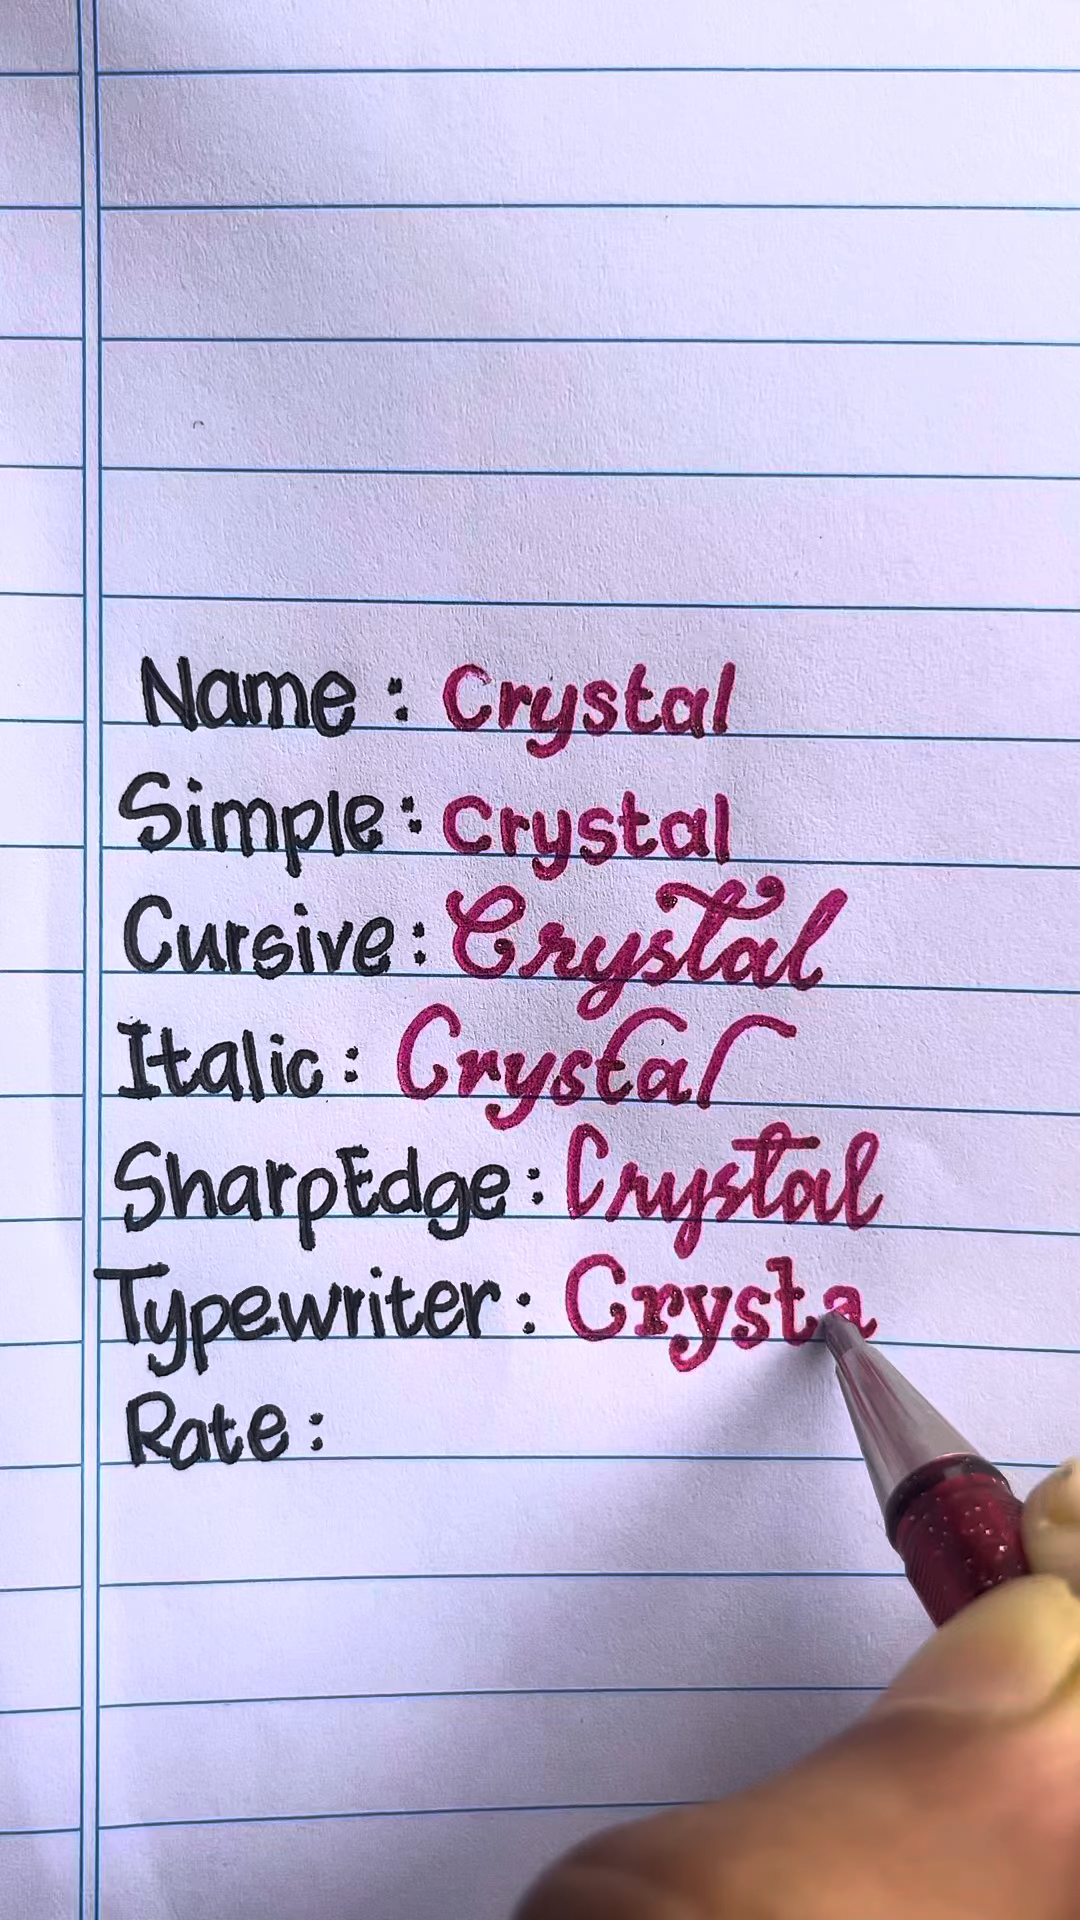 Name : Crystal
Simple : Crystal
Cursive : Crystal
Italic : Crystal
SharpEdge : Crystal
Typewriter : Crysta
Rate :